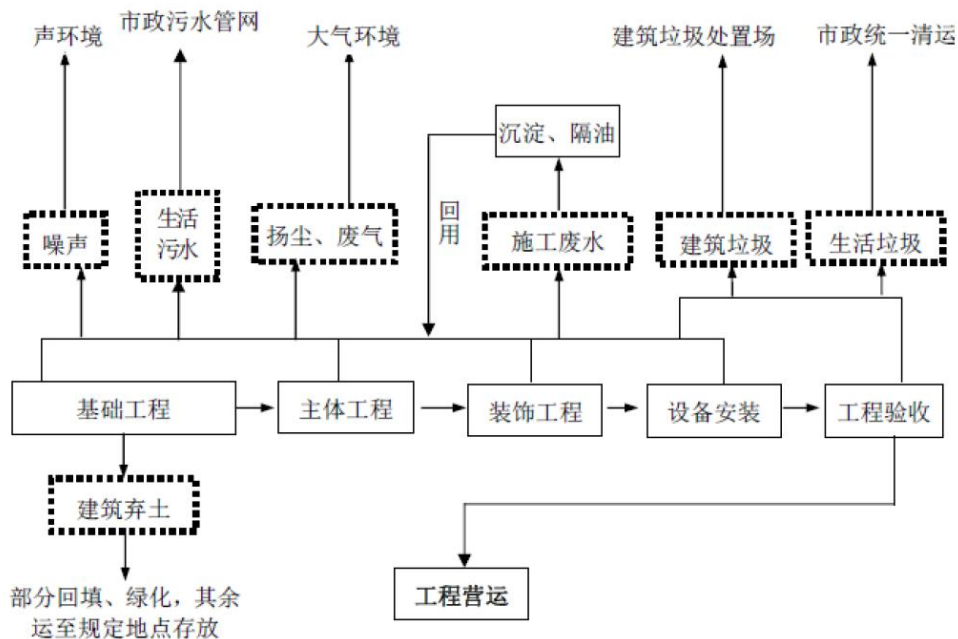 声环境
市政污水管网
大气环境
建筑垃圾处置场
市政统一清运
沉淀、隔油
回用
噪声
生活
污水
扬尘、废气
施工废水
建筑垃圾
生活垃圾
基础工程
主体工程
装饰工程
设备安装
工程验收
建筑弃土
部分回填、绿化，其余
运至规定地点存放
工程营运